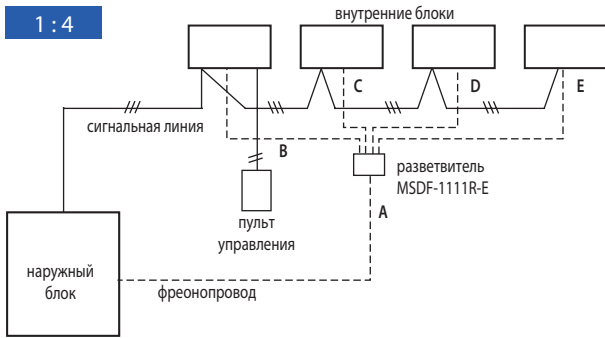 1 : 4
внутренние блоки
C
D
E
сигнальная линия
B
разветвитель
MSDF-1111R-E
A
пульт
управления
наружный
блок
фреонопровод